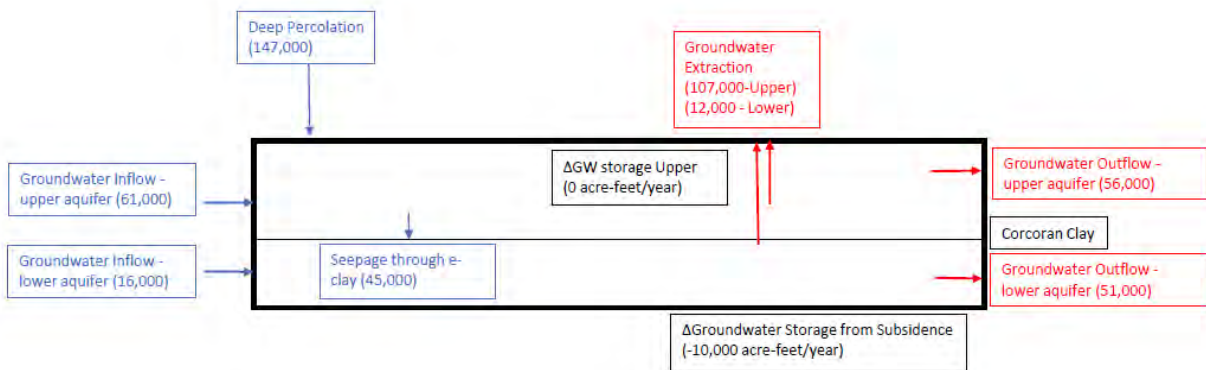 Deep Percolation
(147,000)
Groundwater
Extraction
(107,000-Upper)
(12,000 - Lower)
Groundwater Inflow -
upper aquifer (61,000)
ΔGW storage Upper
(0 acre-feet/year)
Groundwater Outflow -
upper aquifer (56,000)
Corcoran Clay
Groundwater Inflow -
lower aquifer (16,000)
Seepage through e-
clay (45,000)
Groundwater Outflow -
lower aquifer (51,000)
ΔGroundwater Storage from Subsidence
(-10,000 acre-feet/year)